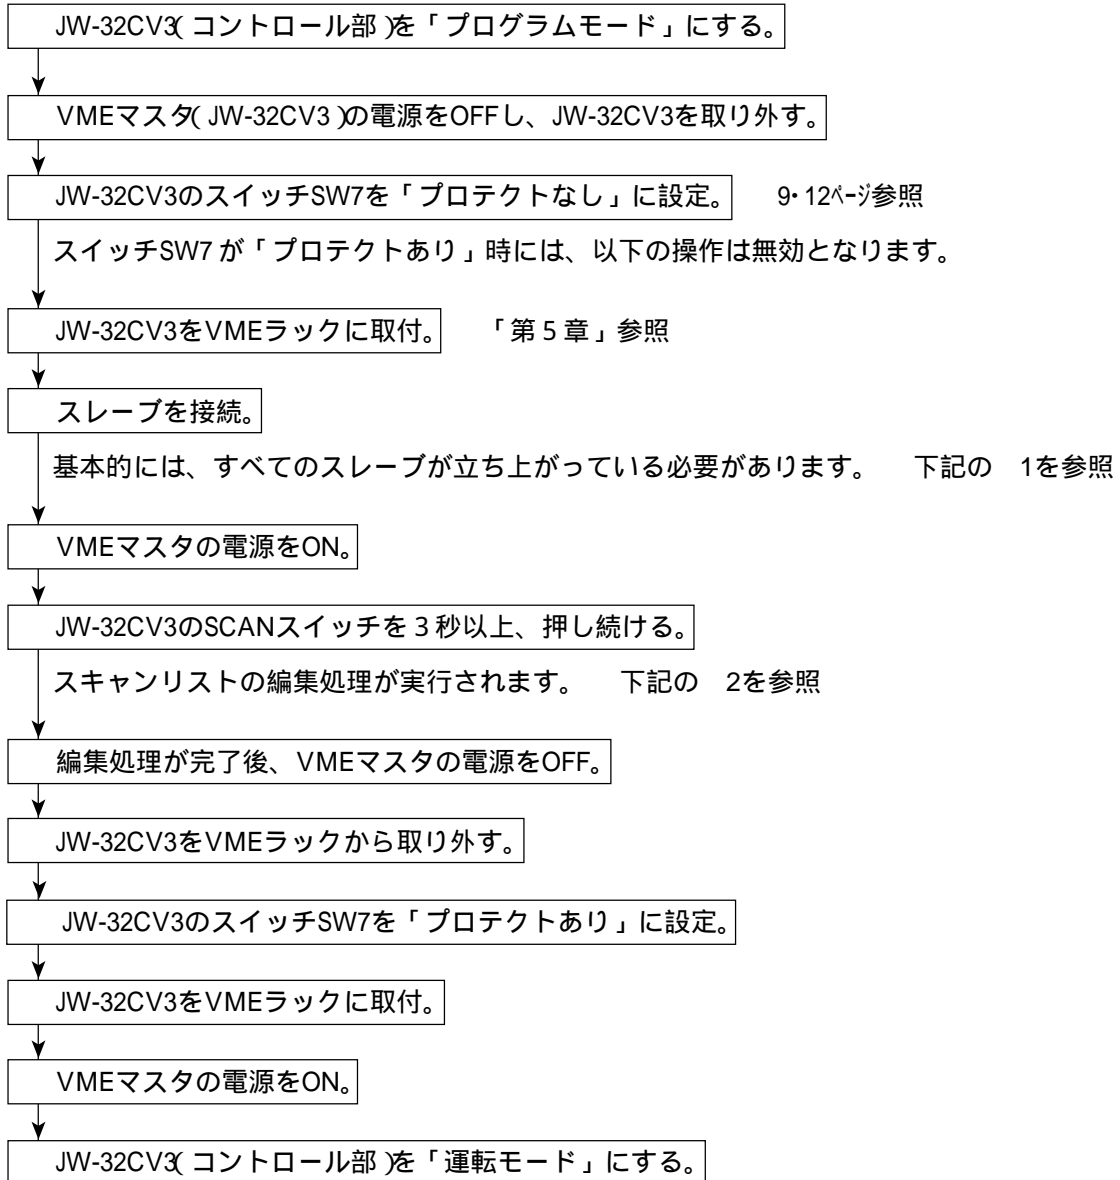 JW-32CV3(コントロール部)を「プログラムモード」にする。
VMEマスタ(JW-32CV3)の電源をOFFし、JW-32CV3を取り外す。
JW-32CV3のスイッチSW7を「プロテクトなし」に設定。 9・12ページ参照
スイッチSW7が「プロテクトあり」時には、以下の操作は無効となります。
JW-32CV3をVMEラックに取付。 「第5章」参照
スレーブを接続。
基本的には、すべてのスレーブが立ち上がっている必要があります。 下記の 1を参照
VMEマスタの電源をON。
JW-32CV3のSCANスイッチを3秒以上、押し続ける。
スキャンリストの編集処理が実行されます。 下記の 2を参照
編集処理が完了後、VMEマスタの電源をOFF。
JW-32CV3をVMEラックから取り外す。
JW-32CV3のスイッチSW7を「プロテクトあり」に設定。
JW-32CV3をVMEラックに取付。
VMEマスタの電源をON。
JW-32CV3(コントロール部)を「運転モード」にする。